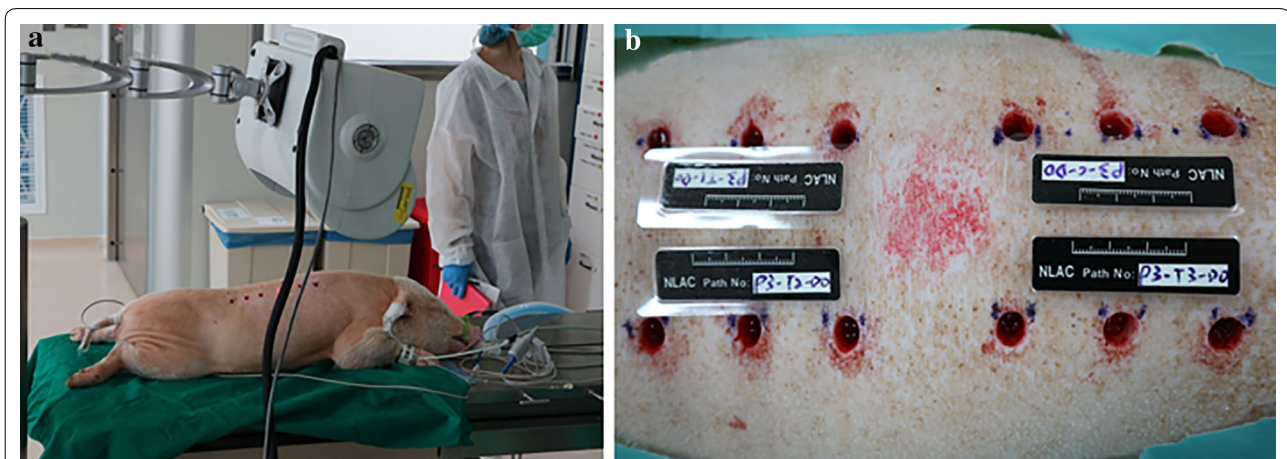 a
b
NLAC Path No: P3-T1-D0
NLAC Path No: P3-C-D0
NLAC Path No: P3-T2-D0
NLAC Path No: P3-T3-D0